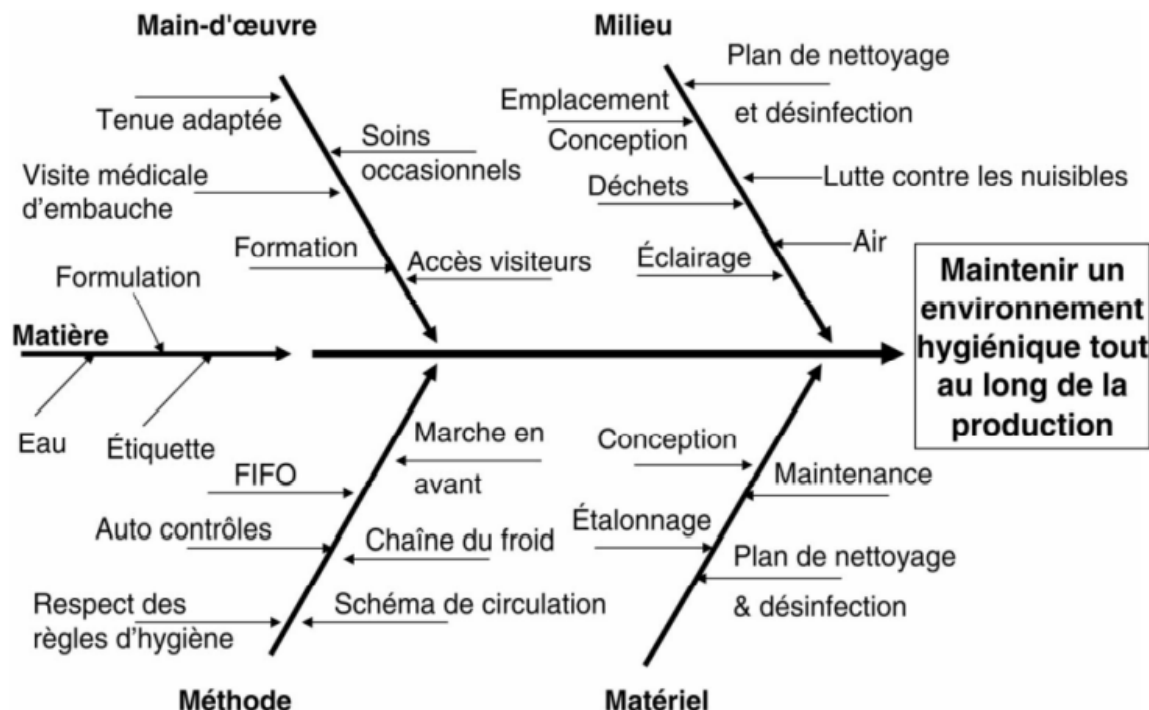 Main-d'œuvre
Milieu
Tenue adaptée
Soins
occasionnels
Visite médicale
d'embauche
Formation
Accès visiteurs
Plan de nettoyage
et désinfection
Emplacement
Conception
Lutte contre les nuisibles
Déchets
Air
Éclairage
Formulation
Matière
Eau
Étiquette
Maintenir un
environnement
hygiénique tout
au long de la
production
Marche en
avant
FIFO
Auto contrôles
Chaîne du froid
Respect des
règles d'hygiène
Schéma de circulation
Conception
Maintenance
Étalonnage
Plan de nettoyage
& désinfection
Méthode
Matériel